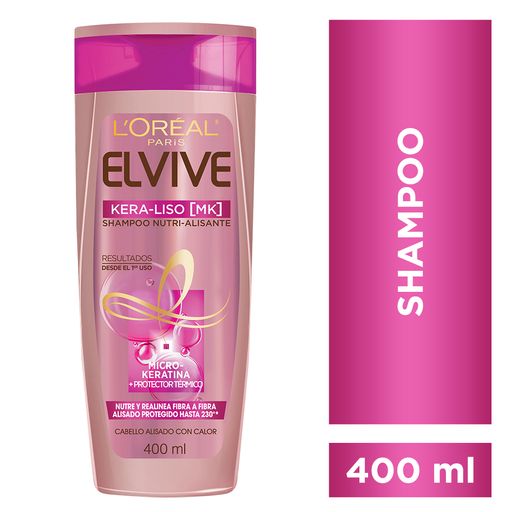 L'ORÉAL
PARIS
ELVIVE
KERA-LISO [MK]
SHAMPOO NUTRI-ALISANTE
RESULTADOS
DESDE EL 1ER USO
MICRO-
KERATINA
+PROTECTOR TÉRMICO
NUTRE Y REALINEA FIBRA A FIBRA
ALISADO PROTEGIDO HASTA 230°*
CABELLO ALISADO CON CALOR
400 ml
SHAMPOO
400 ml